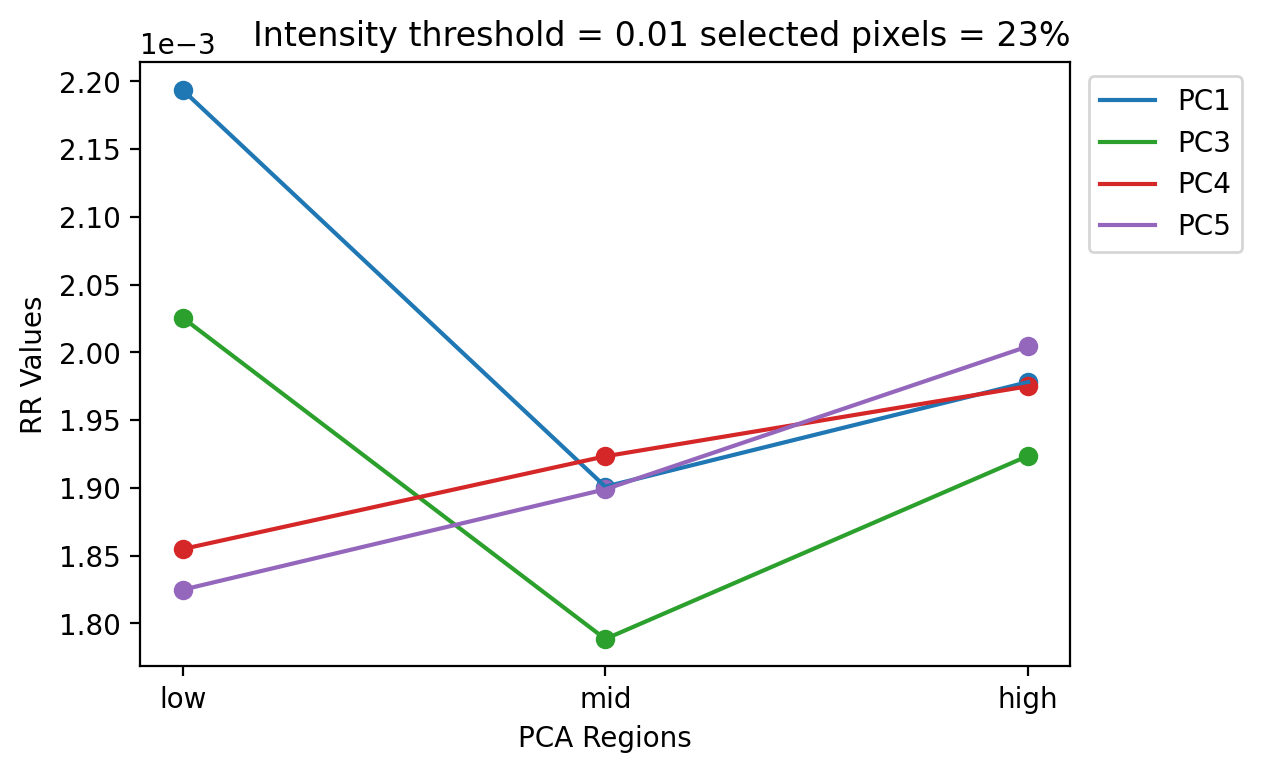 Intensity threshold = 0.01 selected pixels = 23%
1e−3
2.20
2.15
2.10
2.05
2.00
1.95
1.90
1.85
1.80
RR Values
low
mid
high
PCA Regions
PC1
PC3
PC4
PC5